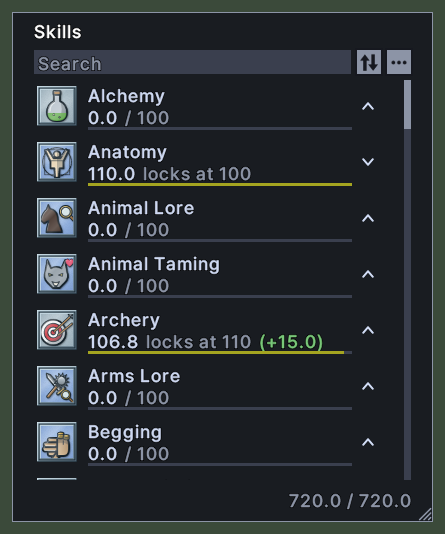 Skills
Search
Alchemy
0.0 / 100
Anatomy
110.0 locks at 100
Animal Lore
0.0 / 100
Animal Taming
0.0 / 100
Archery
106.8 locks at 110 (+15.0)
Arms Lore
0.0 / 100
Begging
0.0 / 100
720.0 / 720.0